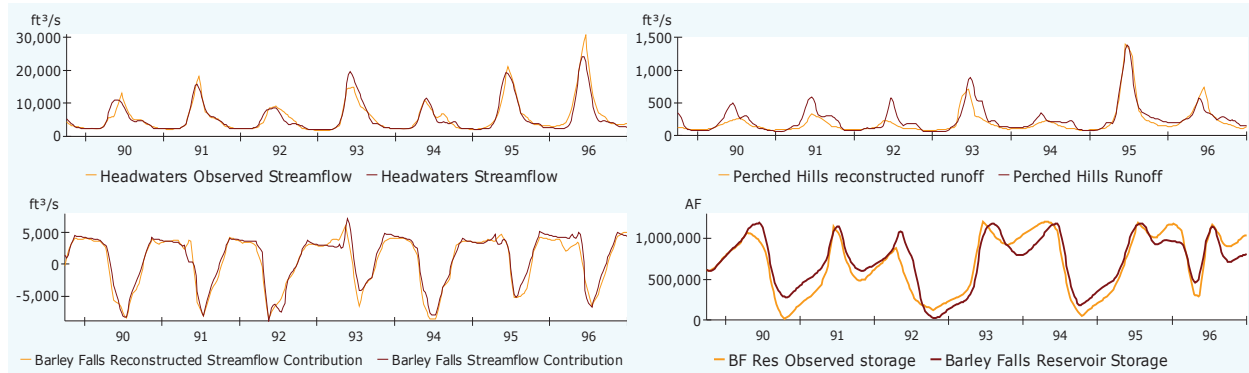 ft³/s
30,000
20,000
10,000
0
90 91 92 93 94 95 96
Headwaters Observed Streamflow Headwaters Streamflow
ft³/s
1,500
1,000
500
0
90 91 92 93 94 95 96
Perched Hills reconstructed runoff Perched Hills Runoff
ft³/s
5,000
0
-5,000
90 91 92 93 94 95 96
Barley Falls Reconstructed Streamflow Contribution Barley Falls Streamflow Contribution
AF
1,000,000
500,000
0
90 91 92 93 94 95 96
BF Res Observed storage Barley Falls Reservoir Storage